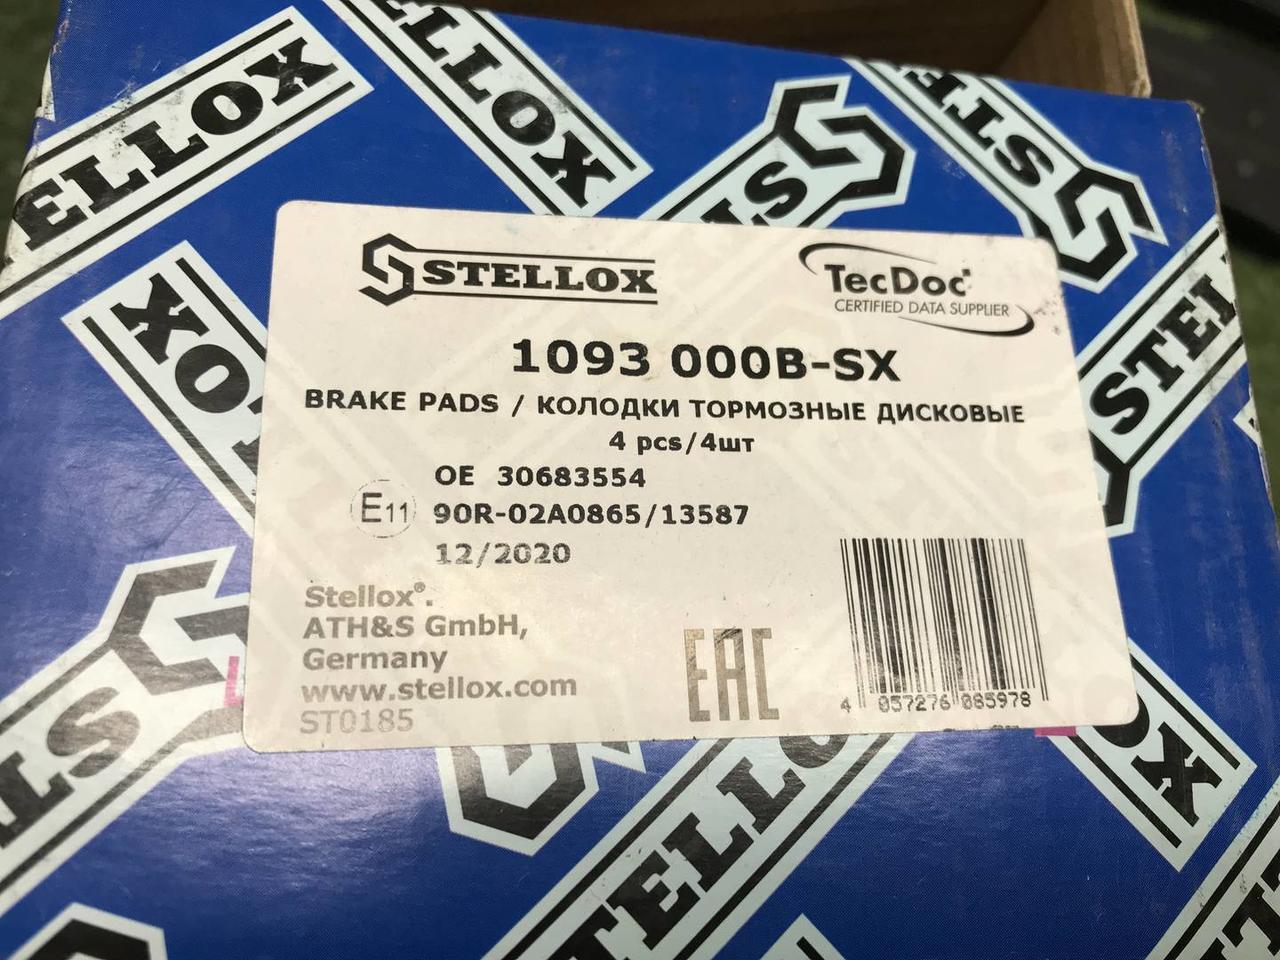 STELLOX
TecDoc
CERTIFIED DATA SUPPLIER
1093 000B-SX
BRAKE PADS / КОЛОДКИ ТОРМОЗНЫЕ ДИСКОВЫЕ
4 pcs/4шт
OE 30683554
E11 90R-02A0865/13587
12/2020
Stellox®.
ATH&S GmbH,
Germany
www.stellox.com
ST0185
EAC
4 057276 085978